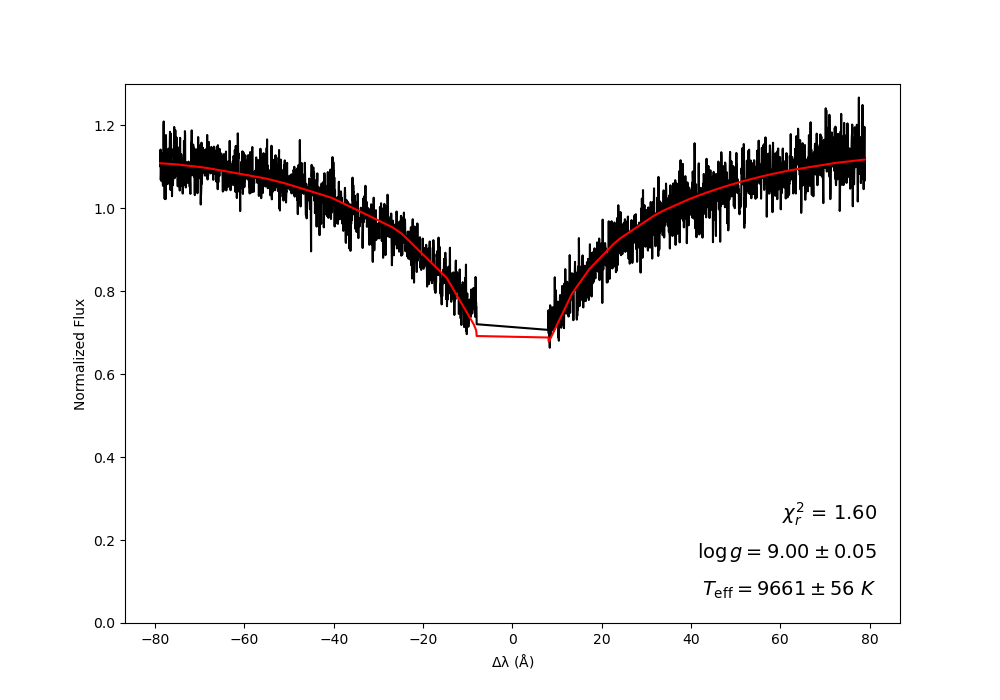 1.2
1.0
0.8
0.6
0.4
0.2
0.0
Normalized Flux
χ²ᵣ = 1.60
log g = 9.00 ± 0.05
T_eff = 9661 ± 56 K
−80 −60 −40 −20 0 20 40 60 80
Δλ (Å)